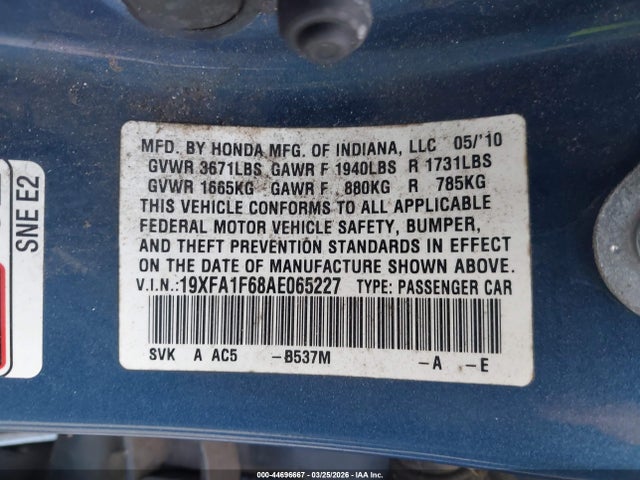 MFD. BY HONDA MFG. OF INDIANA, LLC 05/'10
GVWR 3671LBS GAWR F 1940LBS R 1731LBS
GVWR 1665KG GAWR F 880KG R 785KG
THIS VEHICLE CONFORMS TO ALL APPLICABLE
FEDERAL MOTOR VEHICLE SAFETY, BUMPER,
AND THEFT PREVENTION STANDARDS IN EFFECT
ON THE DATE OF MANUFACTURE SHOWN ABOVE.
V.I.N.:19XFA1F68AE065227 TYPE: PASSENGER CAR
SVK A AC5 -B537M -A -E
SNE E2
000-44696667 - 03/25/2026 - IAA Inc.